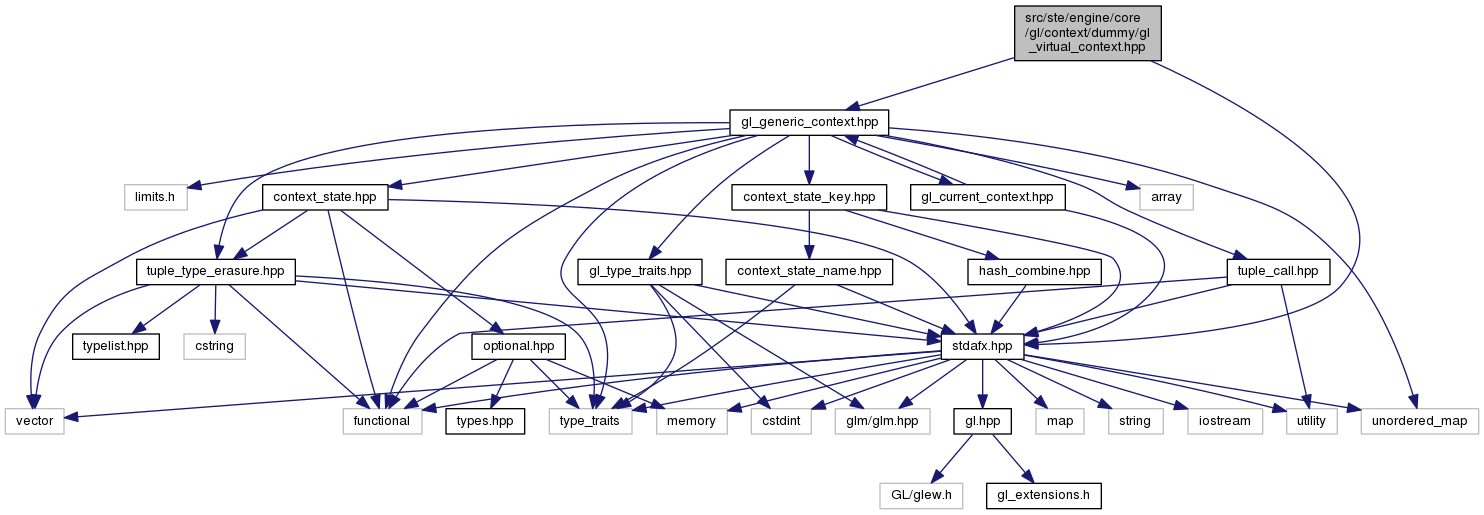 src/ste/engine/core
/gl/context/dummy/gl
_virtual_context.hpp
gl_generic_context.hpp
limits.h
context_state.hpp
context_state_key.hpp
gl_current_context.hpp
array
tuple_type_erasure.hpp
gl_type_traits.hpp
context_state_name.hpp
hash_combine.hpp
tuple_call.hpp
typelist.hpp
cstring
optional.hpp
stdafx.hpp
vector
functional
types.hpp
type_traits
memory
cstdint
glm/glm.hpp
gl.hpp
map
string
iostream
utility
unordered_map
GL/glew.h
gl_extensions.h